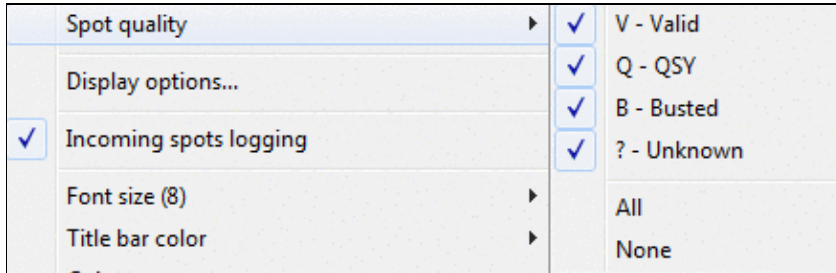 Spot quality
Display options...
Incoming spots logging
Font size (8)
Title bar color
V - Valid
Q - QSY
B - Busted
? - Unknown
All
None